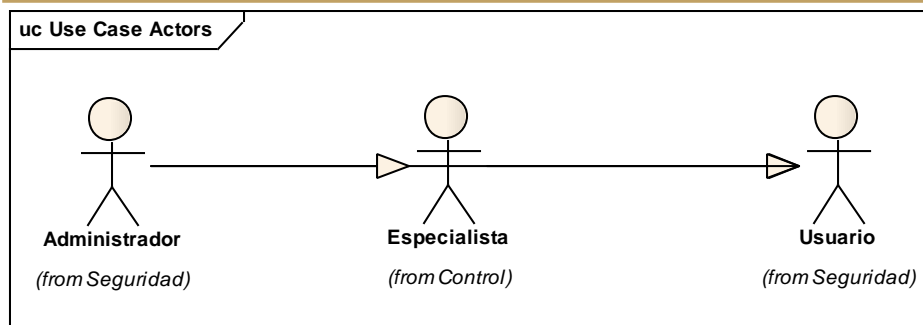 uc Use Case Actors
Administrador
(from Seguridad)
Especialista
(from Control)
Usuario
(from Seguridad)